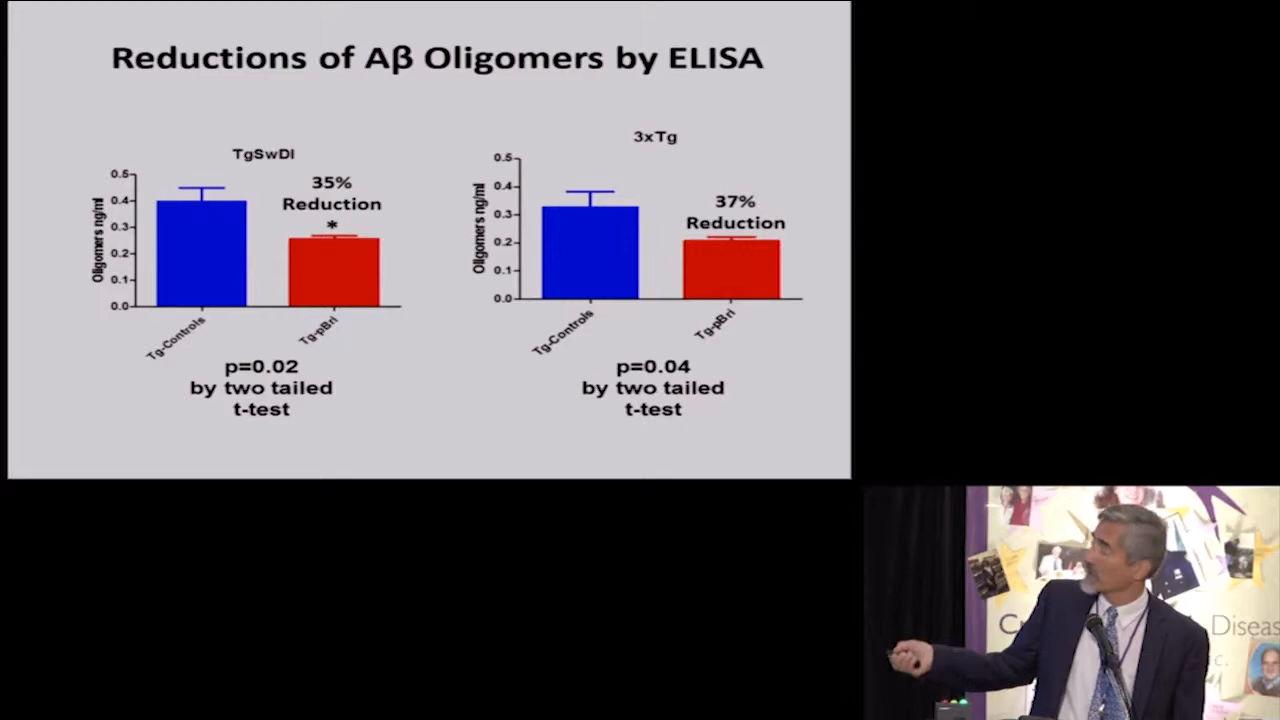 Reductions of Aβ Oligomers by ELISA
TgSwDI
35%
Reduction
*
Oligomers ng/ml
0.5
0.4
0.3
0.2
0.1
0.0
Tg-Controls
Tg-pBri
p=0.02
by two tailed
t-test
3xTg
37%
Reduction
Oligomers ng/ml
0.5
0.4
0.3
0.2
0.1
0.0
Tg-Controls
Tg-pBri
p=0.04
by two tailed
t-test
Diseas